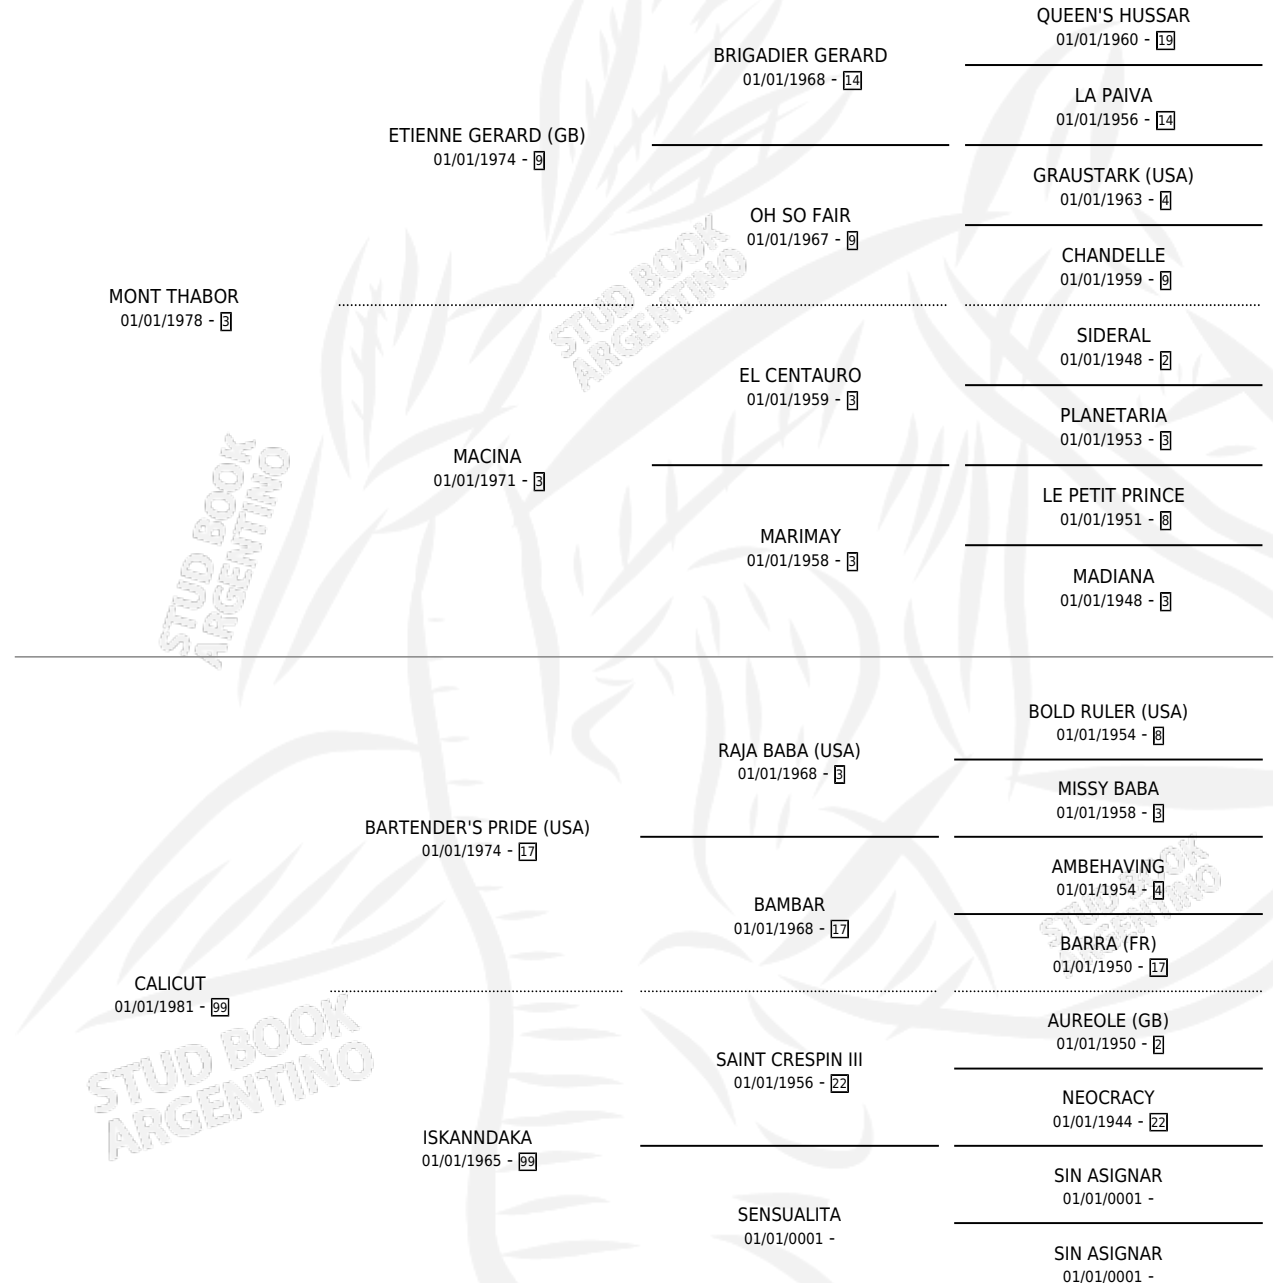 QUEEN'S HUSSAR
01/01/1960 - 19
BRIGADIER GERARD
01/01/1968 - 14
LA PAIVA
01/01/1956 - 14
ETIENNE GERARD (GB)
01/01/1974 - 9
GRAUSTARK (USA)
01/01/1963 - 4
OH SO FAIR
01/01/1967 - 9
CHANDELLE
01/01/1959 - 9
MONT THABOR
01/01/1978 - 3
SIDERAL
01/01/1948 - 2
EL CENTAURO
01/01/1959 - 3
PLANETARIA
01/01/1953 - 3
MACINA
01/01/1971 - 3
LE PETIT PRINCE
01/01/1951 - 8
MARIMAY
01/01/1958 - 3
MADIANA
01/01/1948 - 3
BOLD RULER (USA)
01/01/1954 - 8
RAJA BABA (USA)
01/01/1968 - 3
MISSY BABA
01/01/1958 - 3
BARTENDER'S PRIDE (USA)
01/01/1974 - 17
AMBEHAVING
01/01/1954 - 4
BAMBAR
01/01/1968 - 17
BARRA (FR)
01/01/1950 - 17
CALICUT
01/01/1981 - 99
AUREOLE (GB)
01/01/1950 - 2
SAINT CRESPIN III
01/01/1956 - 22
NEOCRACY
01/01/1944 - 22
ISKANNDAKA
01/01/1965 - 99
SIN ASIGNAR
01/01/0001 -
SENSUALITA
01/01/0001 -
SIN ASIGNAR
01/01/0001 -
STUD BOOK
ARGENTINO
STUD BOOK
ARGENTINO
STUD BOOK
ARGENTINO
STUD BOOK
ARGENTINO